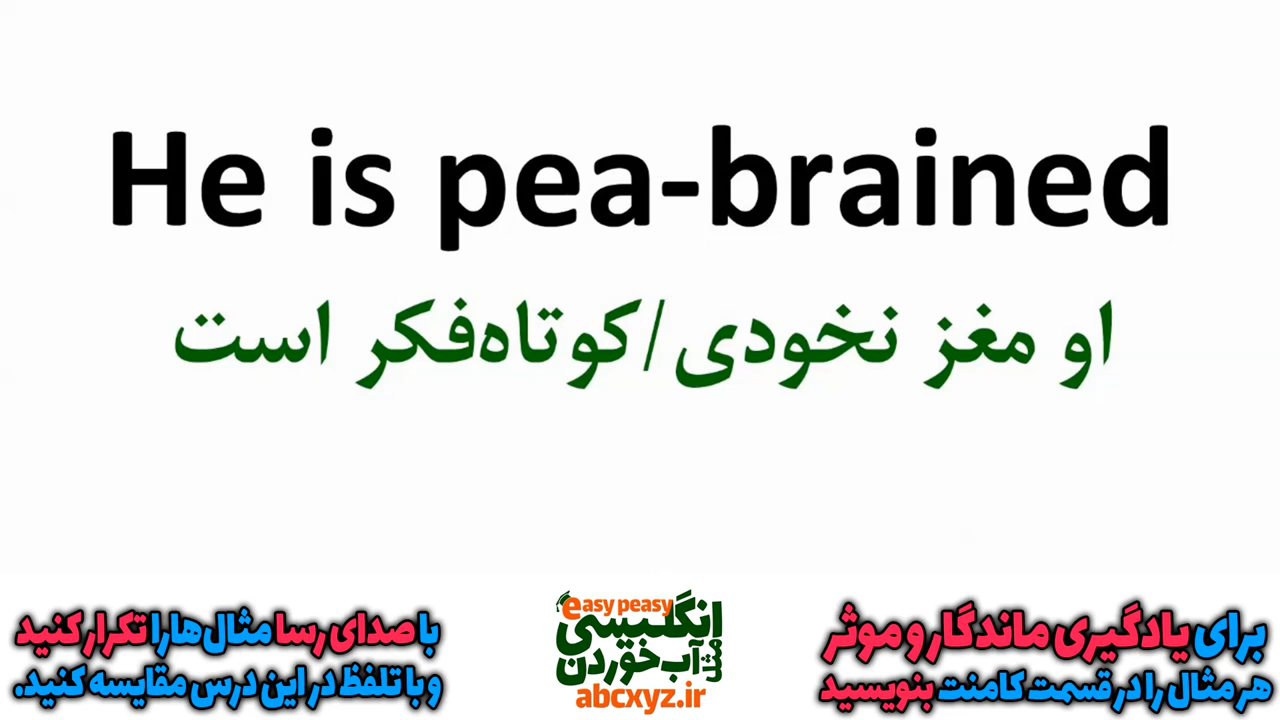 He is pea-brained
او مغز نخودی/کوتاه‌فکر است
برای یادگیری ماندگار و موثر
هر مثال را در قسمت کامنت بنویسید
easy peasy
انگلیسی
مثل آب خوردن
abcxyz.ir
با صدای رسا مثال‌ها را تکرار کنید
و با تلفظ در این درس مقایسه کنید.